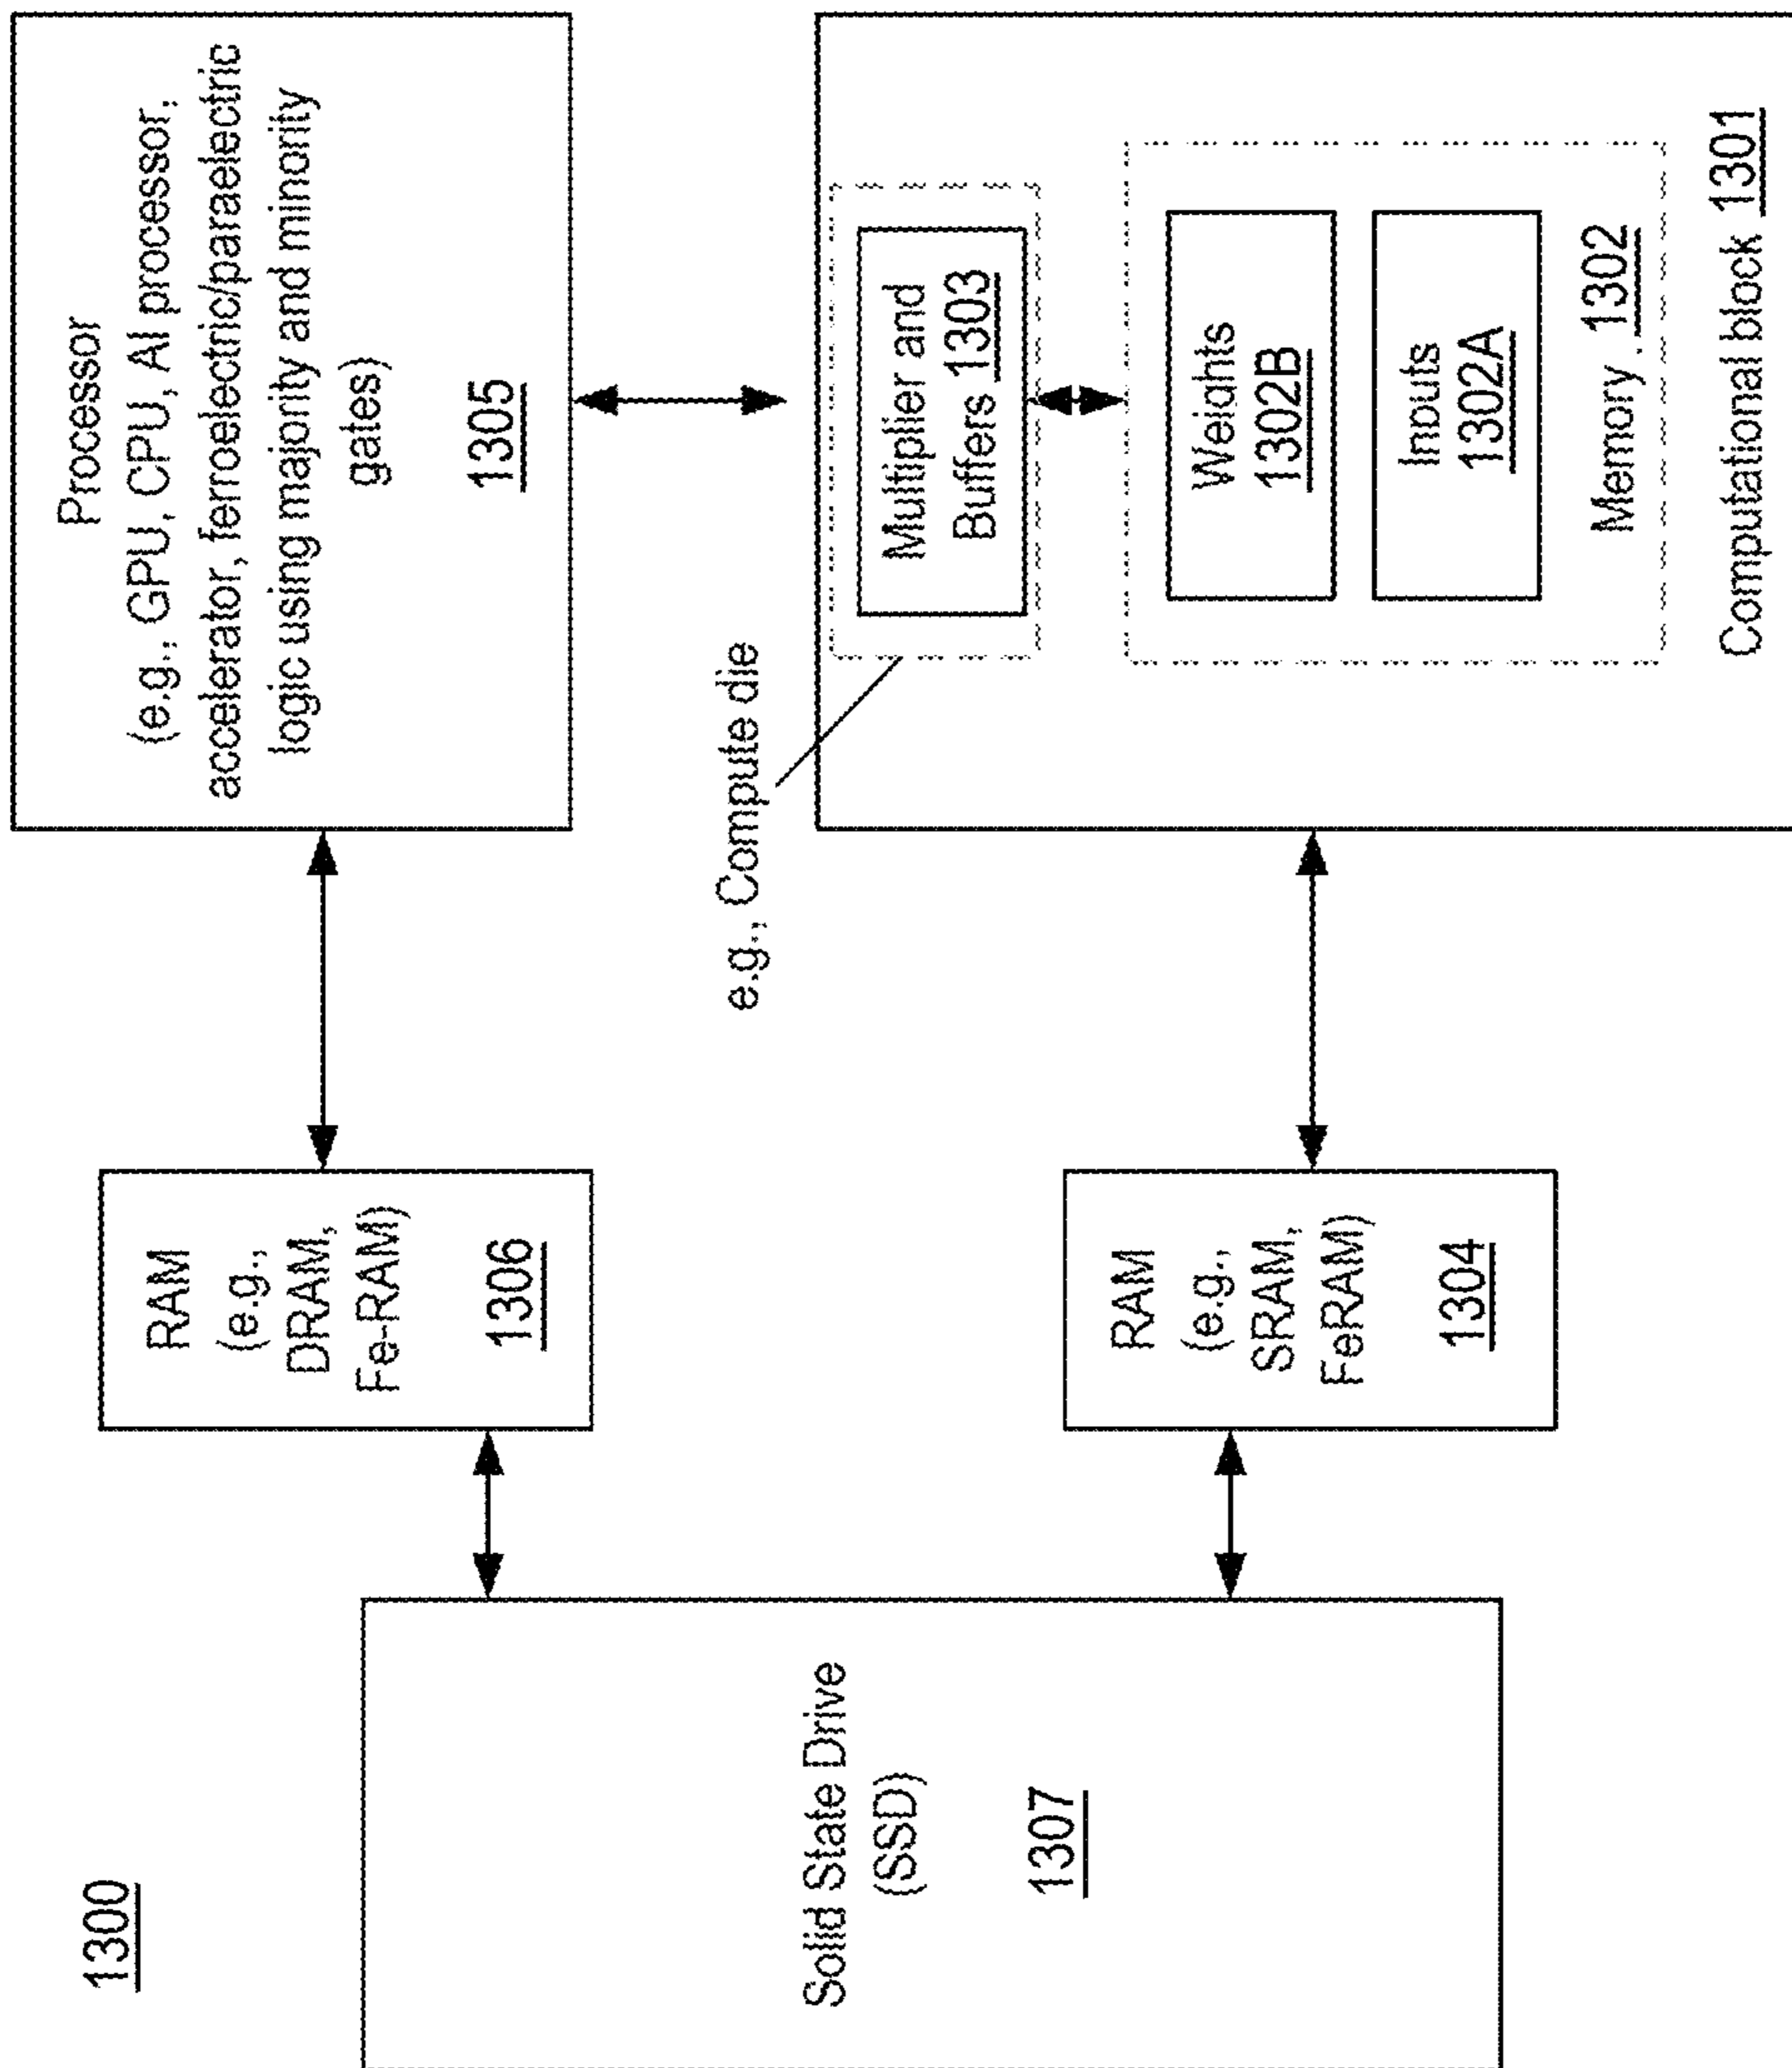 1300
Solid State Drive
(SSD)
1307
RAM
(e.g.,
DRAM,
Fe-RAM)
1306
Processor
(e.g., GPU, CPU, AI processor,
accelerator, ferroelectric/paraelectric
logic using majority and minority
gates)
1305
RAM
(e.g.,
SRAM,
FeRAM)
1304
e.g., Compute die
Multiplier and
Buffers 1303
Weights
1302B
Inputs
1302A
Memory 1302
Computational block 1301